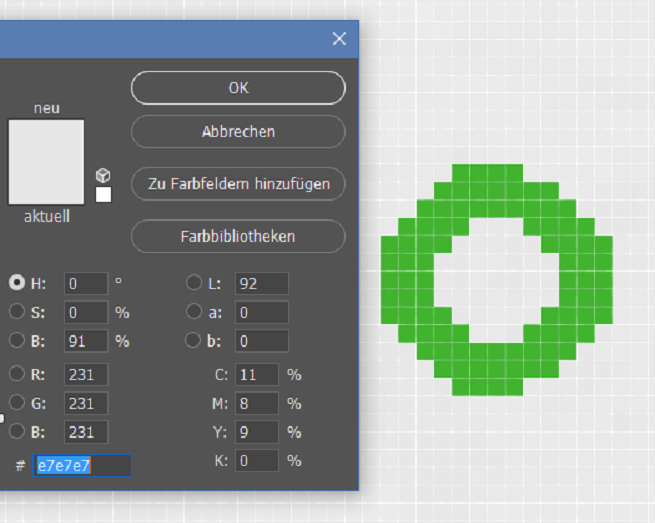 OK
neu
Abbrechen
Zu Farbfeldern hinzufügen
aktuell
Farbbibliotheken
H: 0 ° L: 92
S: 0 % a: 0
B: 91 % b: 0
R: 231 C: 11 %
G: 231 M: 8 %
B: 231 Y: 9 %
# e7e7e7 K: 0 %